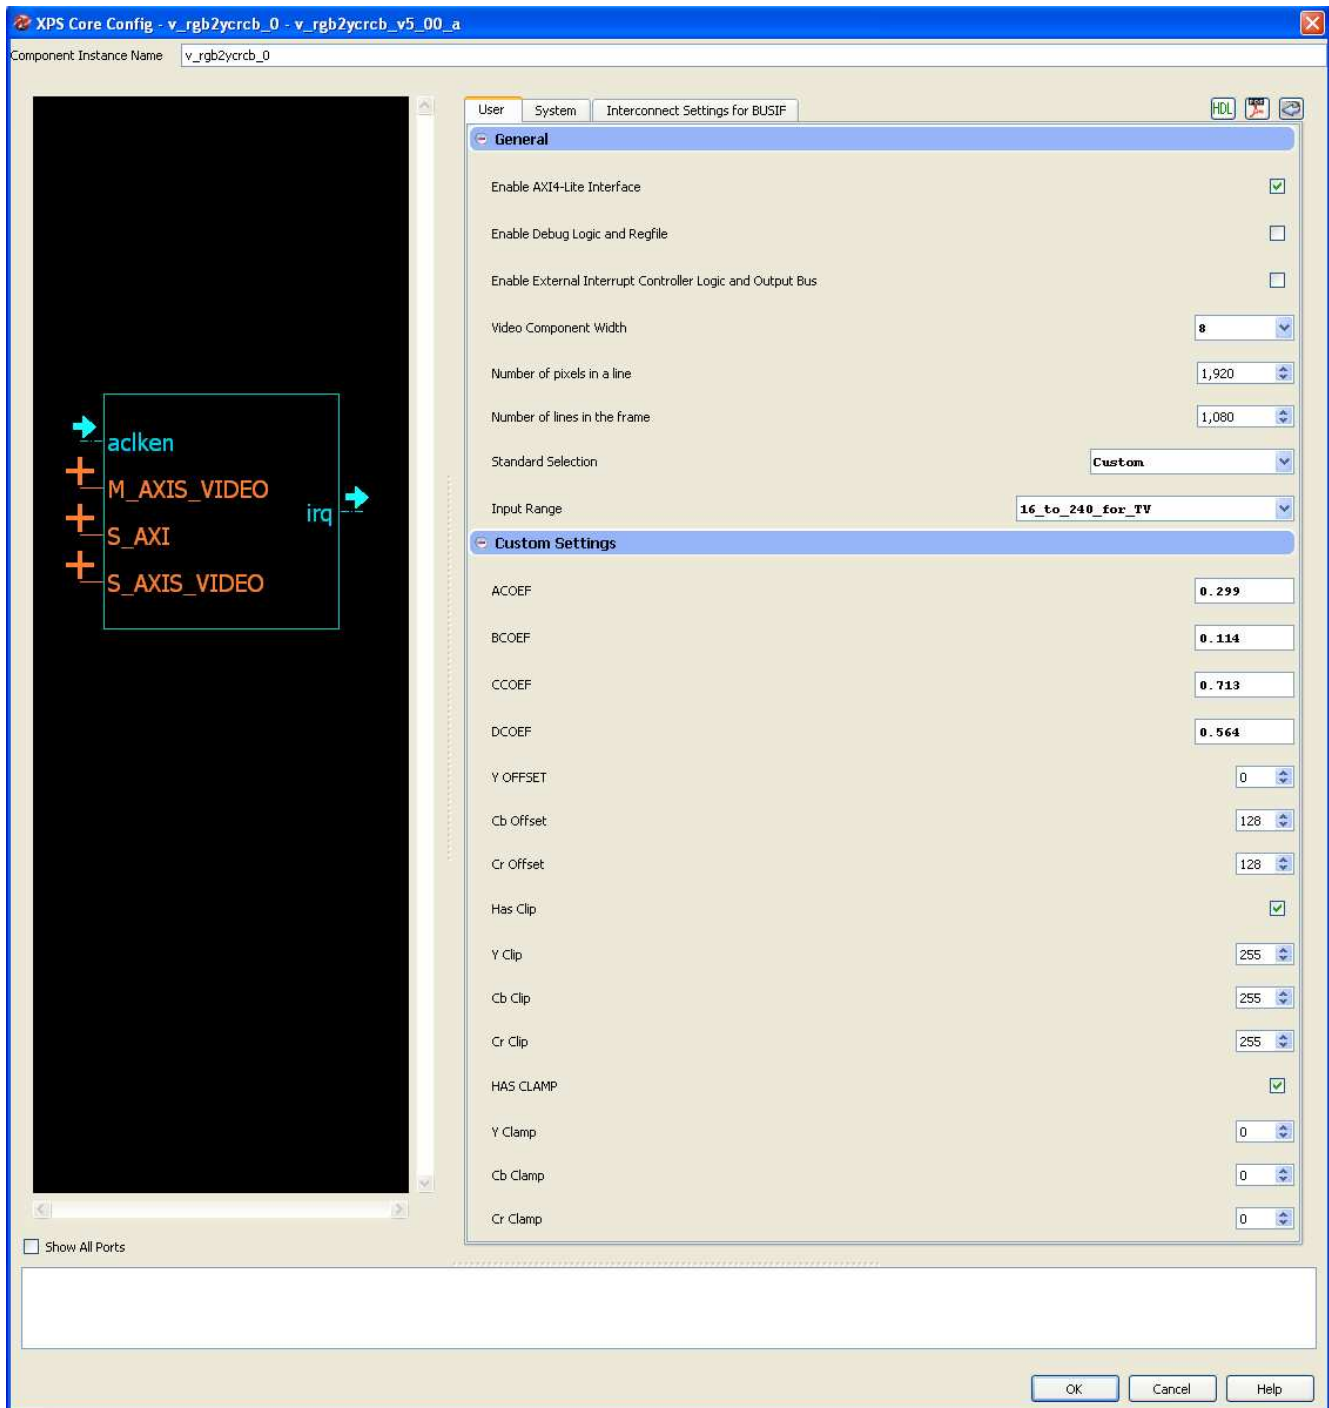 XPS Core Config - v_rgb2ycrcb_0 - v_rgb2ycrcb_v5_00_a
Component Instance Name v_rgb2ycrcb_0
aclken
M_AXIS_VIDEO
irq
S_AXI
S_AXIS_VIDEO
Show All Ports
User System Interconnect Settings for BUSIF HDL
General
Enable AXI4-Lite Interface
Enable Debug Logic and Regfile
Enable External Interrupt Controller Logic and Output Bus
Video Component Width 8
Number of pixels in a line 1,920
Number of lines in the frame 1,080
Standard Selection Custom
Input Range 16_to_240_for_TV
Custom Settings
ACOEF 0.299
BCOEF 0.114
CCOEF 0.713
DCOEF 0.564
Y OFFSET 0
Cb Offset 128
Cr Offset 128
Has Clip
Y Clip 255
Cb Clip 255
Cr Clip 255
HAS CLAMP
Y Clamp 0
Cb Clamp 0
Cr Clamp 0
OK Cancel Help